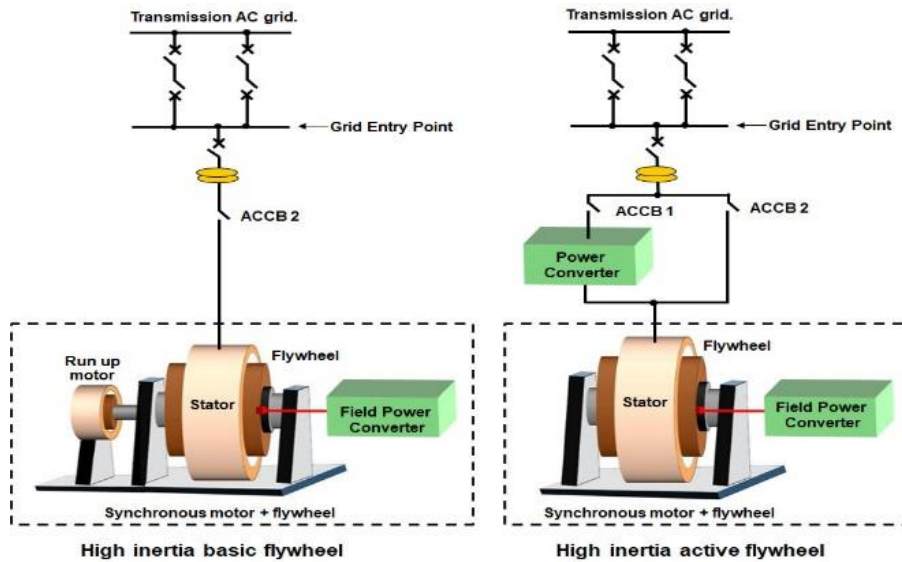 Transmission AC grid.
Grid Entry Point
ACCB 2
Run up
motor
Stator
Flywheel
Field Power
Converter
Synchronous motor + flywheel
High inertia basic flywheel
Transmission AC grid.
Grid Entry Point
ACCB 1
ACCB 2
Power
Converter
Flywheel
Stator
Field Power
Converter
Synchronous motor + flywheel
High inertia active flywheel